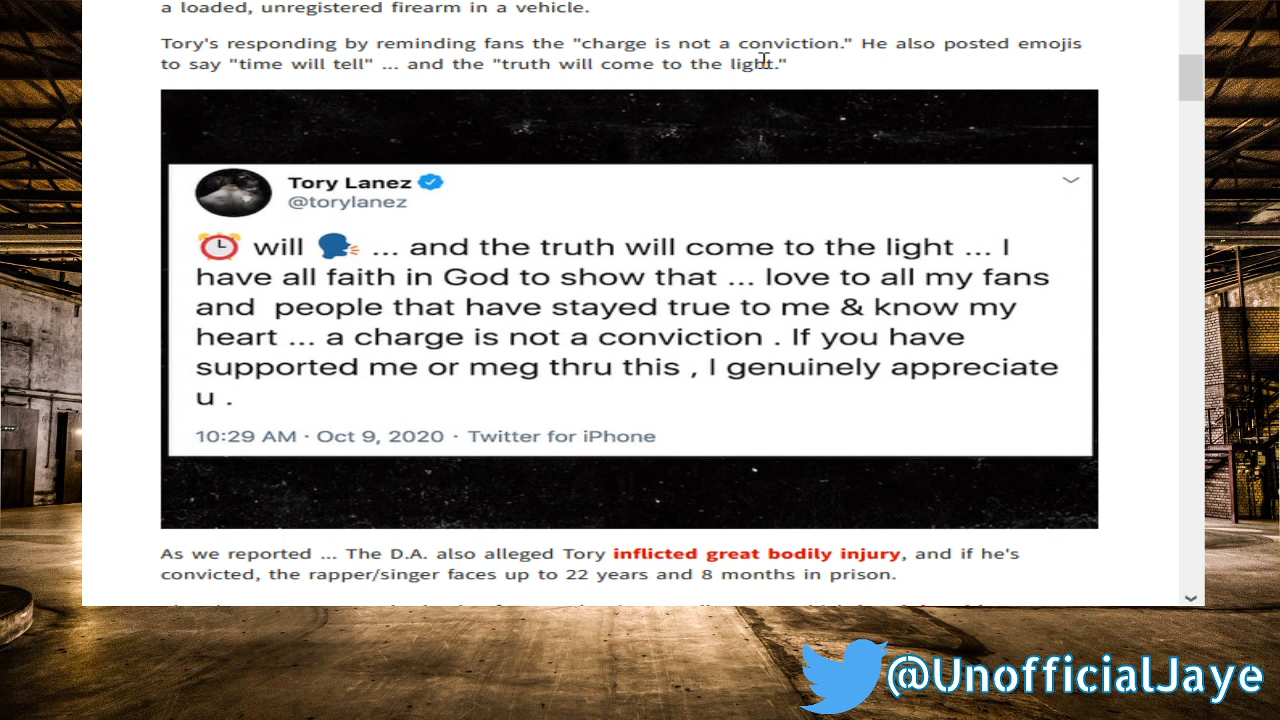 a loaded, unregistered firearm in a vehicle.
Tory's responding by reminding fans the "charge is not a conviction." He also posted emojis
to say "time will tell" ... and the "truth will come to the light."
Tory Lanez
@torylanez
⏰ will 🗣 ... and the truth will come to the light ... I
have all faith in God to show that ... love to all my fans
and people that have stayed true to me & know my
heart ... a charge is not a conviction . If you have
supported me or meg thru this , I genuinely appreciate
u .
10:29 AM · Oct 9, 2020 · Twitter for iPhone
As we reported ... The D.A. also alleged Tory inflicted great bodily injury, and if he's
convicted, the rapper/singer faces up to 22 years and 8 months in prison.
@UnofficialJaye